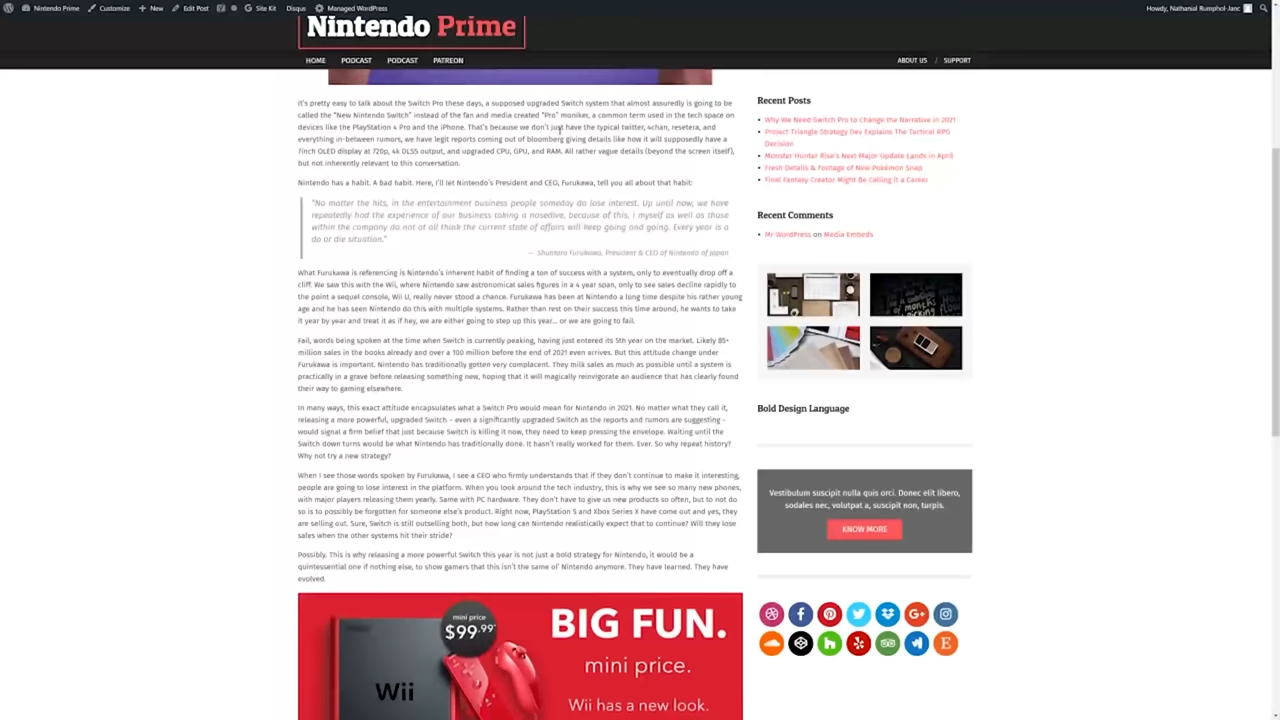 Nintendo Prime
Customize
New
Edit Post
Site Kit
Disqus
Managed WordPress
Howdy, Nathanial Rumphol-Janc
Nintendo Prime
HOME PODCAST PODCAST PATREON
ABOUT US / SUPPORT
It's pretty easy to talk about the Switch Pro these days, a supposed upgraded Switch system that almost assuredly is going to be
called the "New Nintendo Switch" instead of the fan and media created "Pro" moniker, a common term used in the tech space on
devices like the PlayStation 4 Pro and the iPhone. That's because we don't just have the typical twitter, 4chan, resetera, and
everything in-between rumors, we have legit reports coming out of bloomberg giving details like how it will supposedly have a
7inch OLED display at 720p, 4k DLSS output, and upgraded CPU, GPU, and RAM. All rather vague details (beyond the screen itself),
but not inherently relevant to this conversation.
Nintendo has a habit. A bad habit. Here, I'll let Nintendo's President and CEO, Furukawa, tell you all about that habit:
"No matter the hits, in the entertainment business people someday do lose interest. Up until now, we have
repeatedly had the experience of our business taking a nosedive, because of this, I myself as well as those
within the company do not at all think the current state of affairs will keep going and going. Every year is a
do or die situation."
— Shuntaro Furukawa, President & CEO of Nintendo of Japan
What Furukawa is referencing is Nintendo's inherent habit of finding a ton of success with a system, only to eventually drop off a
cliff. We saw this with the Wii, where Nintendo saw astronomical sales figures in a 4 year span, only to see sales decline rapidly to
the point a sequel console, Wii U, really never stood a chance. Furukawa has been at Nintendo a long time despite his rather young
age and he has seen Nintendo do this with multiple systems. Rather than rest on their success this time around, he wants to take
it year by year and treat it as if hey, we are either going to step up this year... or we are going to fail.
Fail, words being spoken at the time when Switch is currently peaking, having just entered its 5th year on the market. Likely 85+
million sales in the books already and over a 100 million before the end of 2021 even arrives. But this attitude change under
Furukawa is important. Nintendo has traditionally gotten very complacent. They milk sales as much as possible until a system is
practically in a grave before releasing something new, hoping that it will magically reinvigorate an audience that has clearly found
their way to gaming elsewhere.
In many ways, this exact attitude encapsulates what a Switch Pro would mean for Nintendo in 2021. No matter what they call it,
releasing a more powerful, upgraded Switch – even a significantly upgraded Switch as the reports and rumors are suggesting –
would signal a firm belief that just because Switch is killing it now, they need to keep pressing the envelope. Waiting until the
Switch down turns would be what Nintendo has traditionally done. It hasn't really worked for them. Ever. So why repeat history?
Why not try a new strategy?
When I see those words spoken by Furukawa, I see a CEO who firmly understands that if they don't continue to make it interesting,
people are going to lose interest in the platform. When you look around the tech industry, this is why we see so many new phones,
with major players releasing them yearly. Same with PC hardware. They don't have to give us new products so often, but to not do
so is to possibly be forgotten for someone else's product. Right now, PlayStation 5 and Xbox Series X have come out and yes, they
are selling out. Sure, Switch is still outselling both, but how long can Nintendo realistically expect that to continue? Will they lose
sales when the other systems hit their stride?
Possibly. This is why releasing a more powerful Switch this year is not just a bold strategy for Nintendo, it would be a
quintessential one if nothing else, to show gamers that this isn't the same ol' Nintendo anymore. They have learned. They have
evolved.
mini price
$99.99*
BIG FUN.
mini price.
Wii has a new look.
Wii
Recent Posts
Why We Need Switch Pro to Change the Narrative in 2021
Project Triangle Strategy Dev Explains The Tactical RPG
Decision
Monster Hunter Rise's Next Major Update Lands in April
Fresh Details & Footage of New Pokémon Snap
Final Fantasy Creator Might Be Calling it a Career
Recent Comments
Mr WordPress on Media Embeds
Bold Design Language
Vestibulum suscipit nulla quis orci. Donec elit libero,
sodales nec, volutpat a, suscipit non, turpis.
KNOW MORE